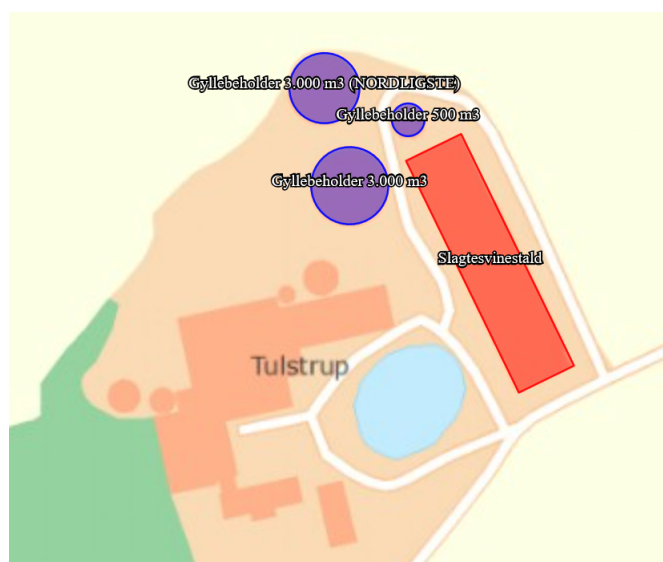 Gyllebeholder 3.000 m3 (NORDLIGSTE)
Gyllebeholder 500 m3
Gyllebeholder 3.000 m3
Slagtesvinestald
Tulstrup